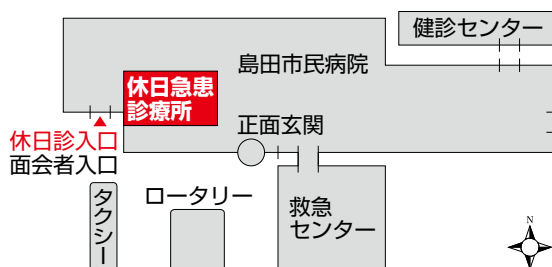 健診センター
島田市民病院
休日急患
診療所
正面玄関
休日診入口
面会者入口
タクシー
ロータリー
救急
センター
N